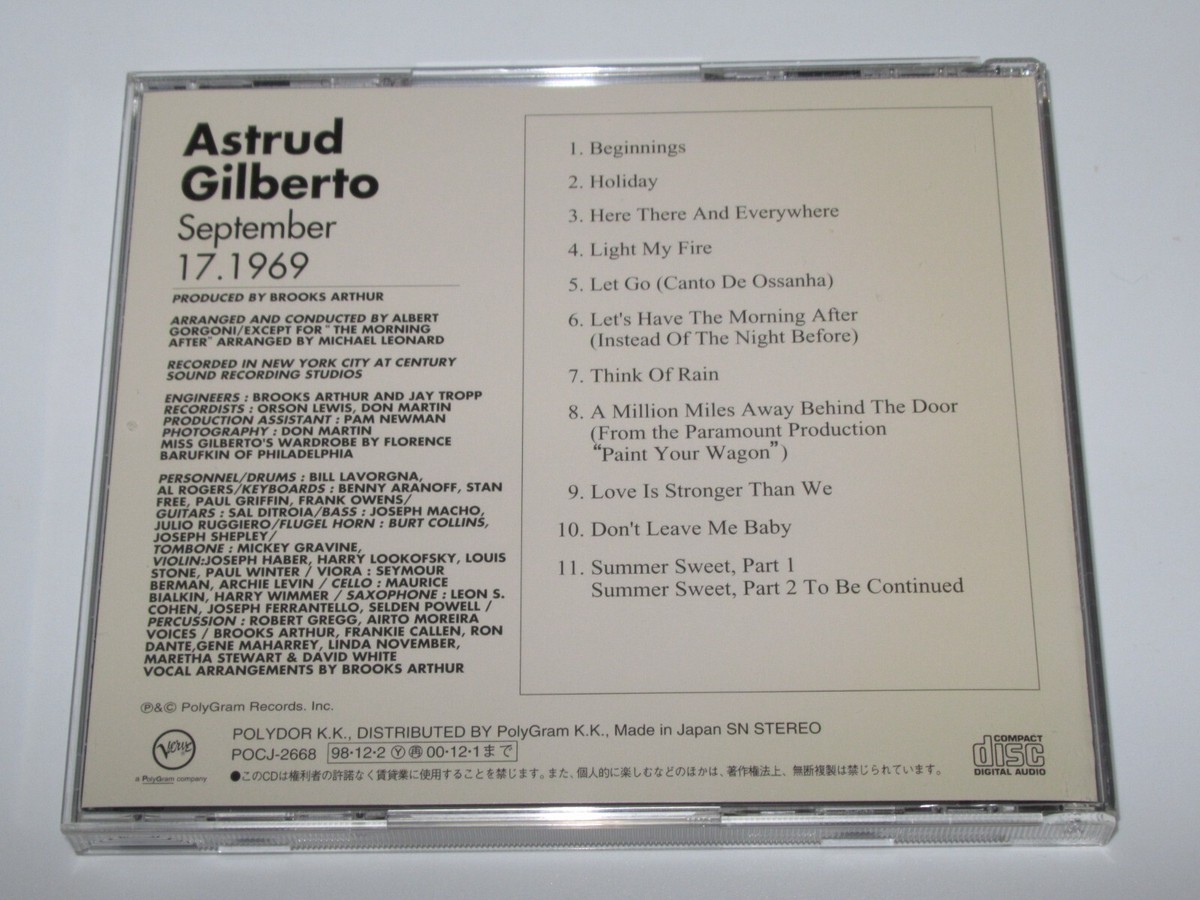 Astrud
Gilberto
September
17.1969
PRODUCED BY BROOKS ARTHUR
ARRANGED AND CONDUCTED BY ALBERT
GORGONI/EXCEPT FOR "THE MORNING
AFTER" ARRANGED BY MICHAEL LEONARD
RECORDED IN NEW YORK CITY AT CENTURY
SOUND RECORDING STUDIOS
ENGINEERS : BROOKS ARTHUR AND JAY TROPP
RECORDISTS : ORSON LEWIS, DON MARTIN
PRODUCTION ASSISTANT : PAM NEWMAN
PHOTOGRAPHY : DON MARTIN
MISS GILBERTO'S WARDROBE BY FLORENCE
BARUFKIN OF PHILADELPHIA
PERSONNEL/DRUMS : BILL LAVORGNA,
AL ROGERS/KEYBOARDS : BENNY ARANOFF, STAN
FREE, PAUL GRIFFIN, FRANK OWENS/
GUITARS : SAL DITROIA/BASS : JOSEPH MACHO,
JULIO RUGGIERO/FLUGEL HORN : BURT COLLINS,
JOSEPH SHEPLEY/
TOMBONE : MICKEY GRAVINE,
VIOLIN:JOSEPH HABER, HARRY LOOKOFSKY, LOUIS
STONE, PAUL WINTER / VIORA : SEYMOUR
BERMAN, ARCHIE LEVIN / CELLO : MAURICE
BIALKIN, HARRY WIMMER / SAXOPHONE : LEON S.
COHEN, JOSEPH FERRANTELLO, SELDEN POWELL /
PERCUSSION : ROBERT GREGG, AIRTO MOREIRA
VOICES / BROOKS ARTHUR, FRANKIE CALLEN, RON
DANTE,GENE MAHARREY, LINDA NOVEMBER,
MARETHA STEWART & DAVID WHITE
VOCAL ARRANGEMENTS BY BROOKS ARTHUR
1. Beginnings
2. Holiday
3. Here There And Everywhere
4. Light My Fire
5. Let Go (Canto De Ossanha)
6. Let's Have The Morning After
(Instead Of The Night Before)
7. Think Of Rain
8. A Million Miles Away Behind The Door
(From the Paramount Production
"Paint Your Wagon")
9. Love Is Stronger Than We
10. Don't Leave Me Baby
11. Summer Sweet, Part 1
Summer Sweet, Part 2 To Be Continued
℗&© PolyGram Records. Inc.
Verve
a PolyGram company
POLYDOR K.K., DISTRIBUTED BY PolyGram K.K., Made in Japan SN STEREO
POCJ-2668 98・12・2 Ⓨ㋾ 00・12・1まで
●このCDは権利者の許諾なく賃貸業に使用することを禁じます。また、個人的に楽しむなどのほかは、著作権法上、無断複製は禁じられています。
COMPACT
disc
DIGITAL AUDIO